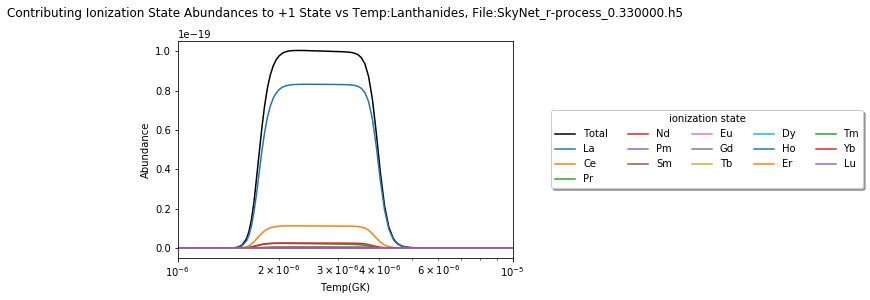 Contributing Ionization State Abundances to +1 State vs Temp:Lanthanides, File:SkyNet_r-process_0.330000.h5
1e−19
1.0
0.8
0.6
0.4
0.2
0.0
Abundance
10⁻⁶
2 × 10⁻⁶
3 × 10⁻⁶
4 × 10⁻⁶
6 × 10⁻⁶
10⁻⁵
Temp(GK)
ionization state
Total Nd Eu Dy Tm
La Pm Gd Ho Yb
Ce Sm Tb Er Lu
Pr